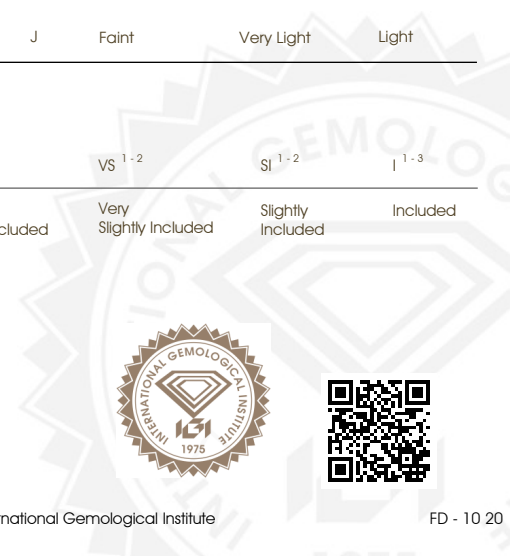 J Faint Very Light Light
VS 1 - 2 SI 1 - 2 I 1 - 3
Very Slightly Included
cluded Slightly Included Included
INTERNATIONAL GEMOLOGICAL INSTITUTE
IGI
1975
rnational Gemological Institute FD - 10 20